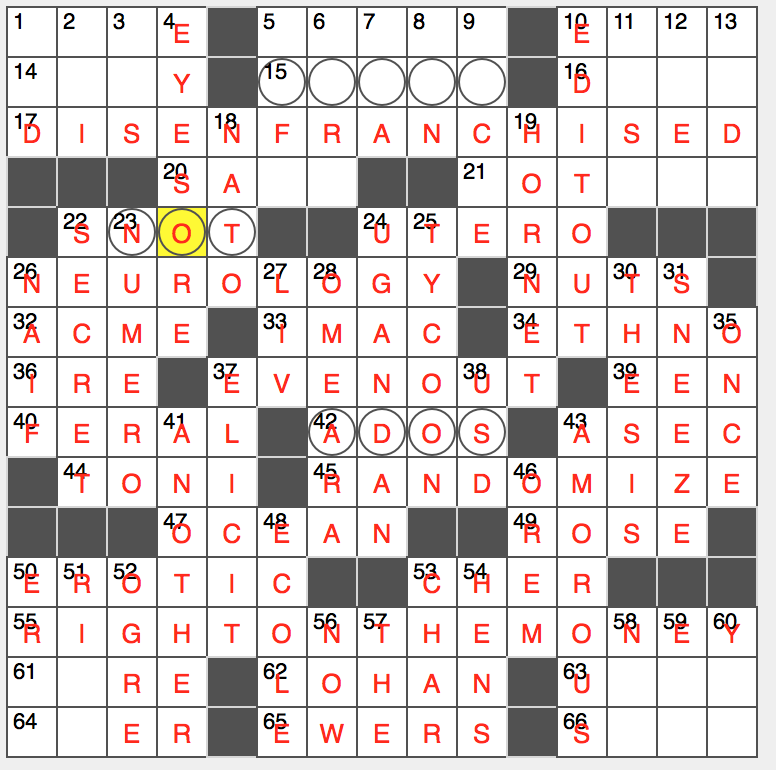 1 2 3 4 E 5 6 7 8 9 10 E 11 12 13
14 Y 15 16 D
17 D I S E 18 N F R A N C 19 H I S E D
20 S A 21 O T
22 S 23 N O T 24 U 25 T E R O
26 N E U R O 27 L 28 O G Y 29 N U 30 T 31 S
32 A C M E 33 I M A C 34 E T H N 35 O
36 I R E 37 E V E N O 38 U T 39 E E N
40 F E R 41 A L 42 A D O S 43 A S E C
44 T O N I 45 R A N D 46 O M I Z E
47 O C 48 E A N 49 R O S E
50 E 51 R 52 O T I C 53 C 54 H E R
55 R I G H T O 56 N 57 T H E M O 58 N 59 E 60 Y
61 R E 62 L O H A N 63 U
64 E R 65 E W E R S 66 S